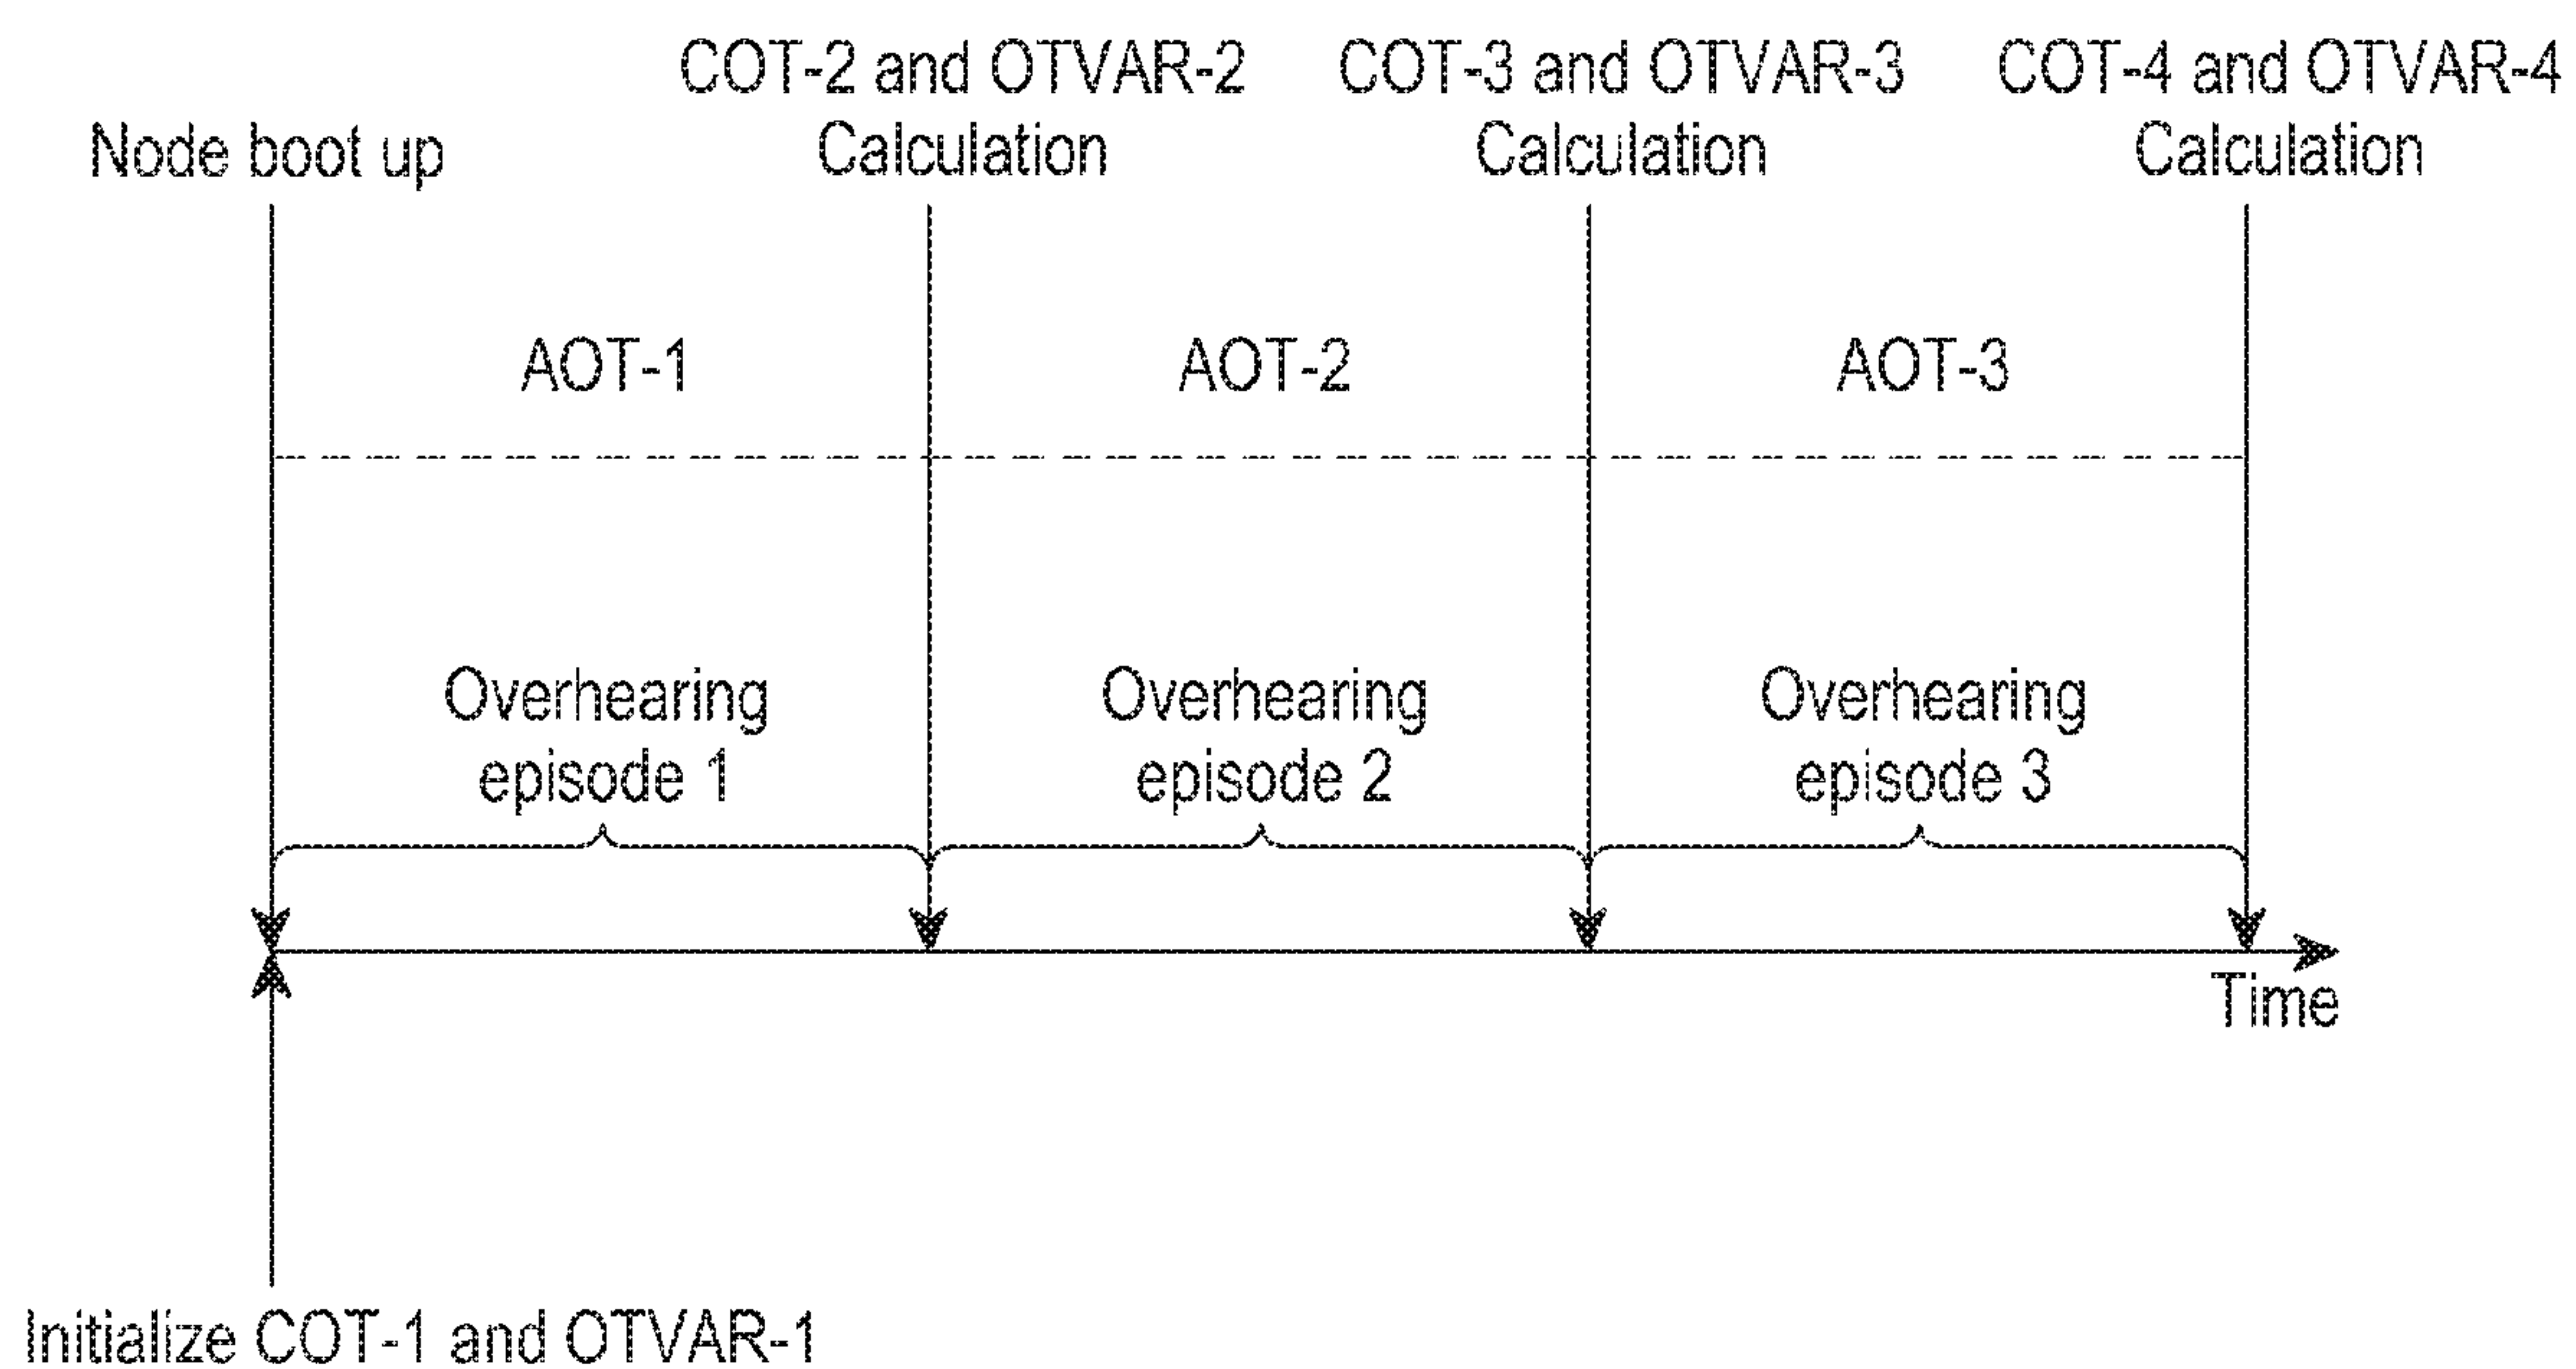 COT-2 and OTVAR-2
COT-3 and OTVAR-3
COT-4 and OTVAR-4
Node boot up
Calculation
Calculation
Calculation
AOT-1
AOT-2
AOT-3
Overhearing
episode 1
Overhearing
episode 2
Overhearing
episode 3
Time
Initialize COT-1 and OTVAR-1